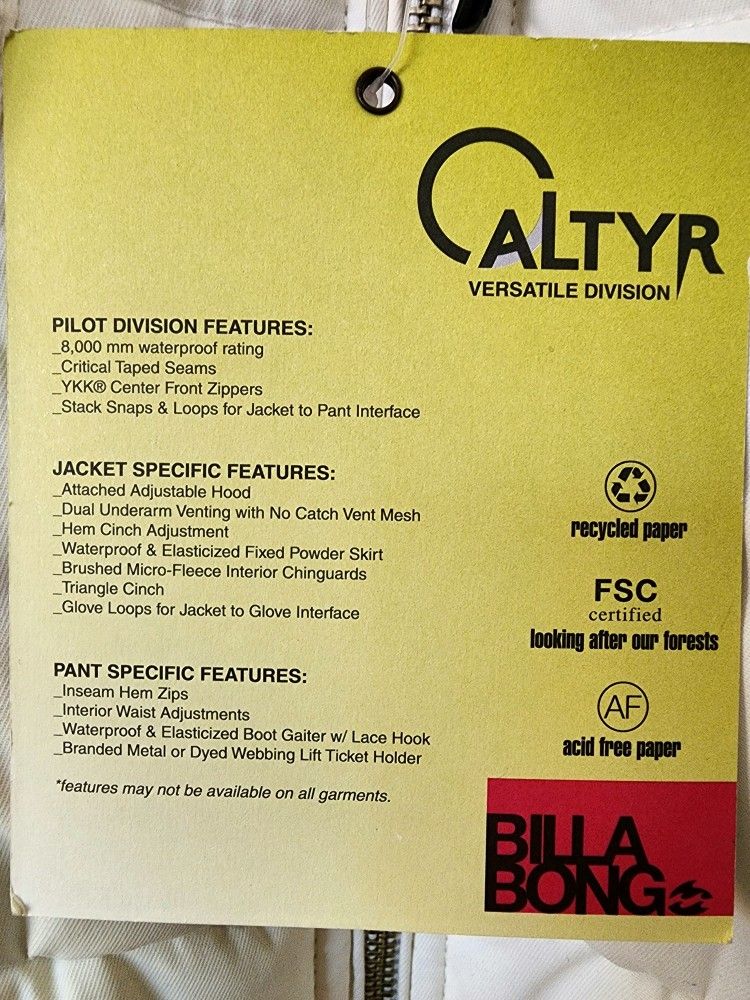 ALTYR
VERSATILE DIVISION
PILOT DIVISION FEATURES:
_8,000 mm waterproof rating
_Critical Taped Seams
_YKK® Center Front Zippers
_Stack Snaps & Loops for Jacket to Pant Interface
JACKET SPECIFIC FEATURES:
_Attached Adjustable Hood
_Dual Underarm Venting with No Catch Vent Mesh
_Hem Cinch Adjustment
_Waterproof & Elasticized Fixed Powder Skirt
_Brushed Micro-Fleece Interior Chinguards
_Triangle Cinch
_Glove Loops for Jacket to Glove Interface
PANT SPECIFIC FEATURES:
_Inseam Hem Zips
_Interior Waist Adjustments
_Waterproof & Elasticized Boot Gaiter w/ Lace Hook
_Branded Metal or Dyed Webbing Lift Ticket Holder
*features may not be available on all garments.
recycled paper
FSC
certified
looking after our forests
AF
acid free paper
BILLA
BONG